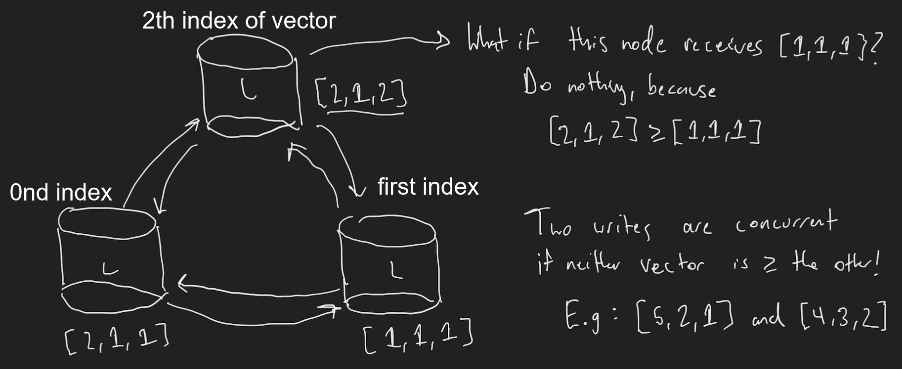 2th index of vector
L
[2,1,2]
What if this node receives [1,1,1]?
Do nothing, because
[2,1,2] ≥ [1,1,1]
0nd index
first index
L
L
[2,1,1]
[1,1,1]
Two writes are concurrent
if neither vector is ≥ the other!
E.g: [5,2,1] and [4,3,2]